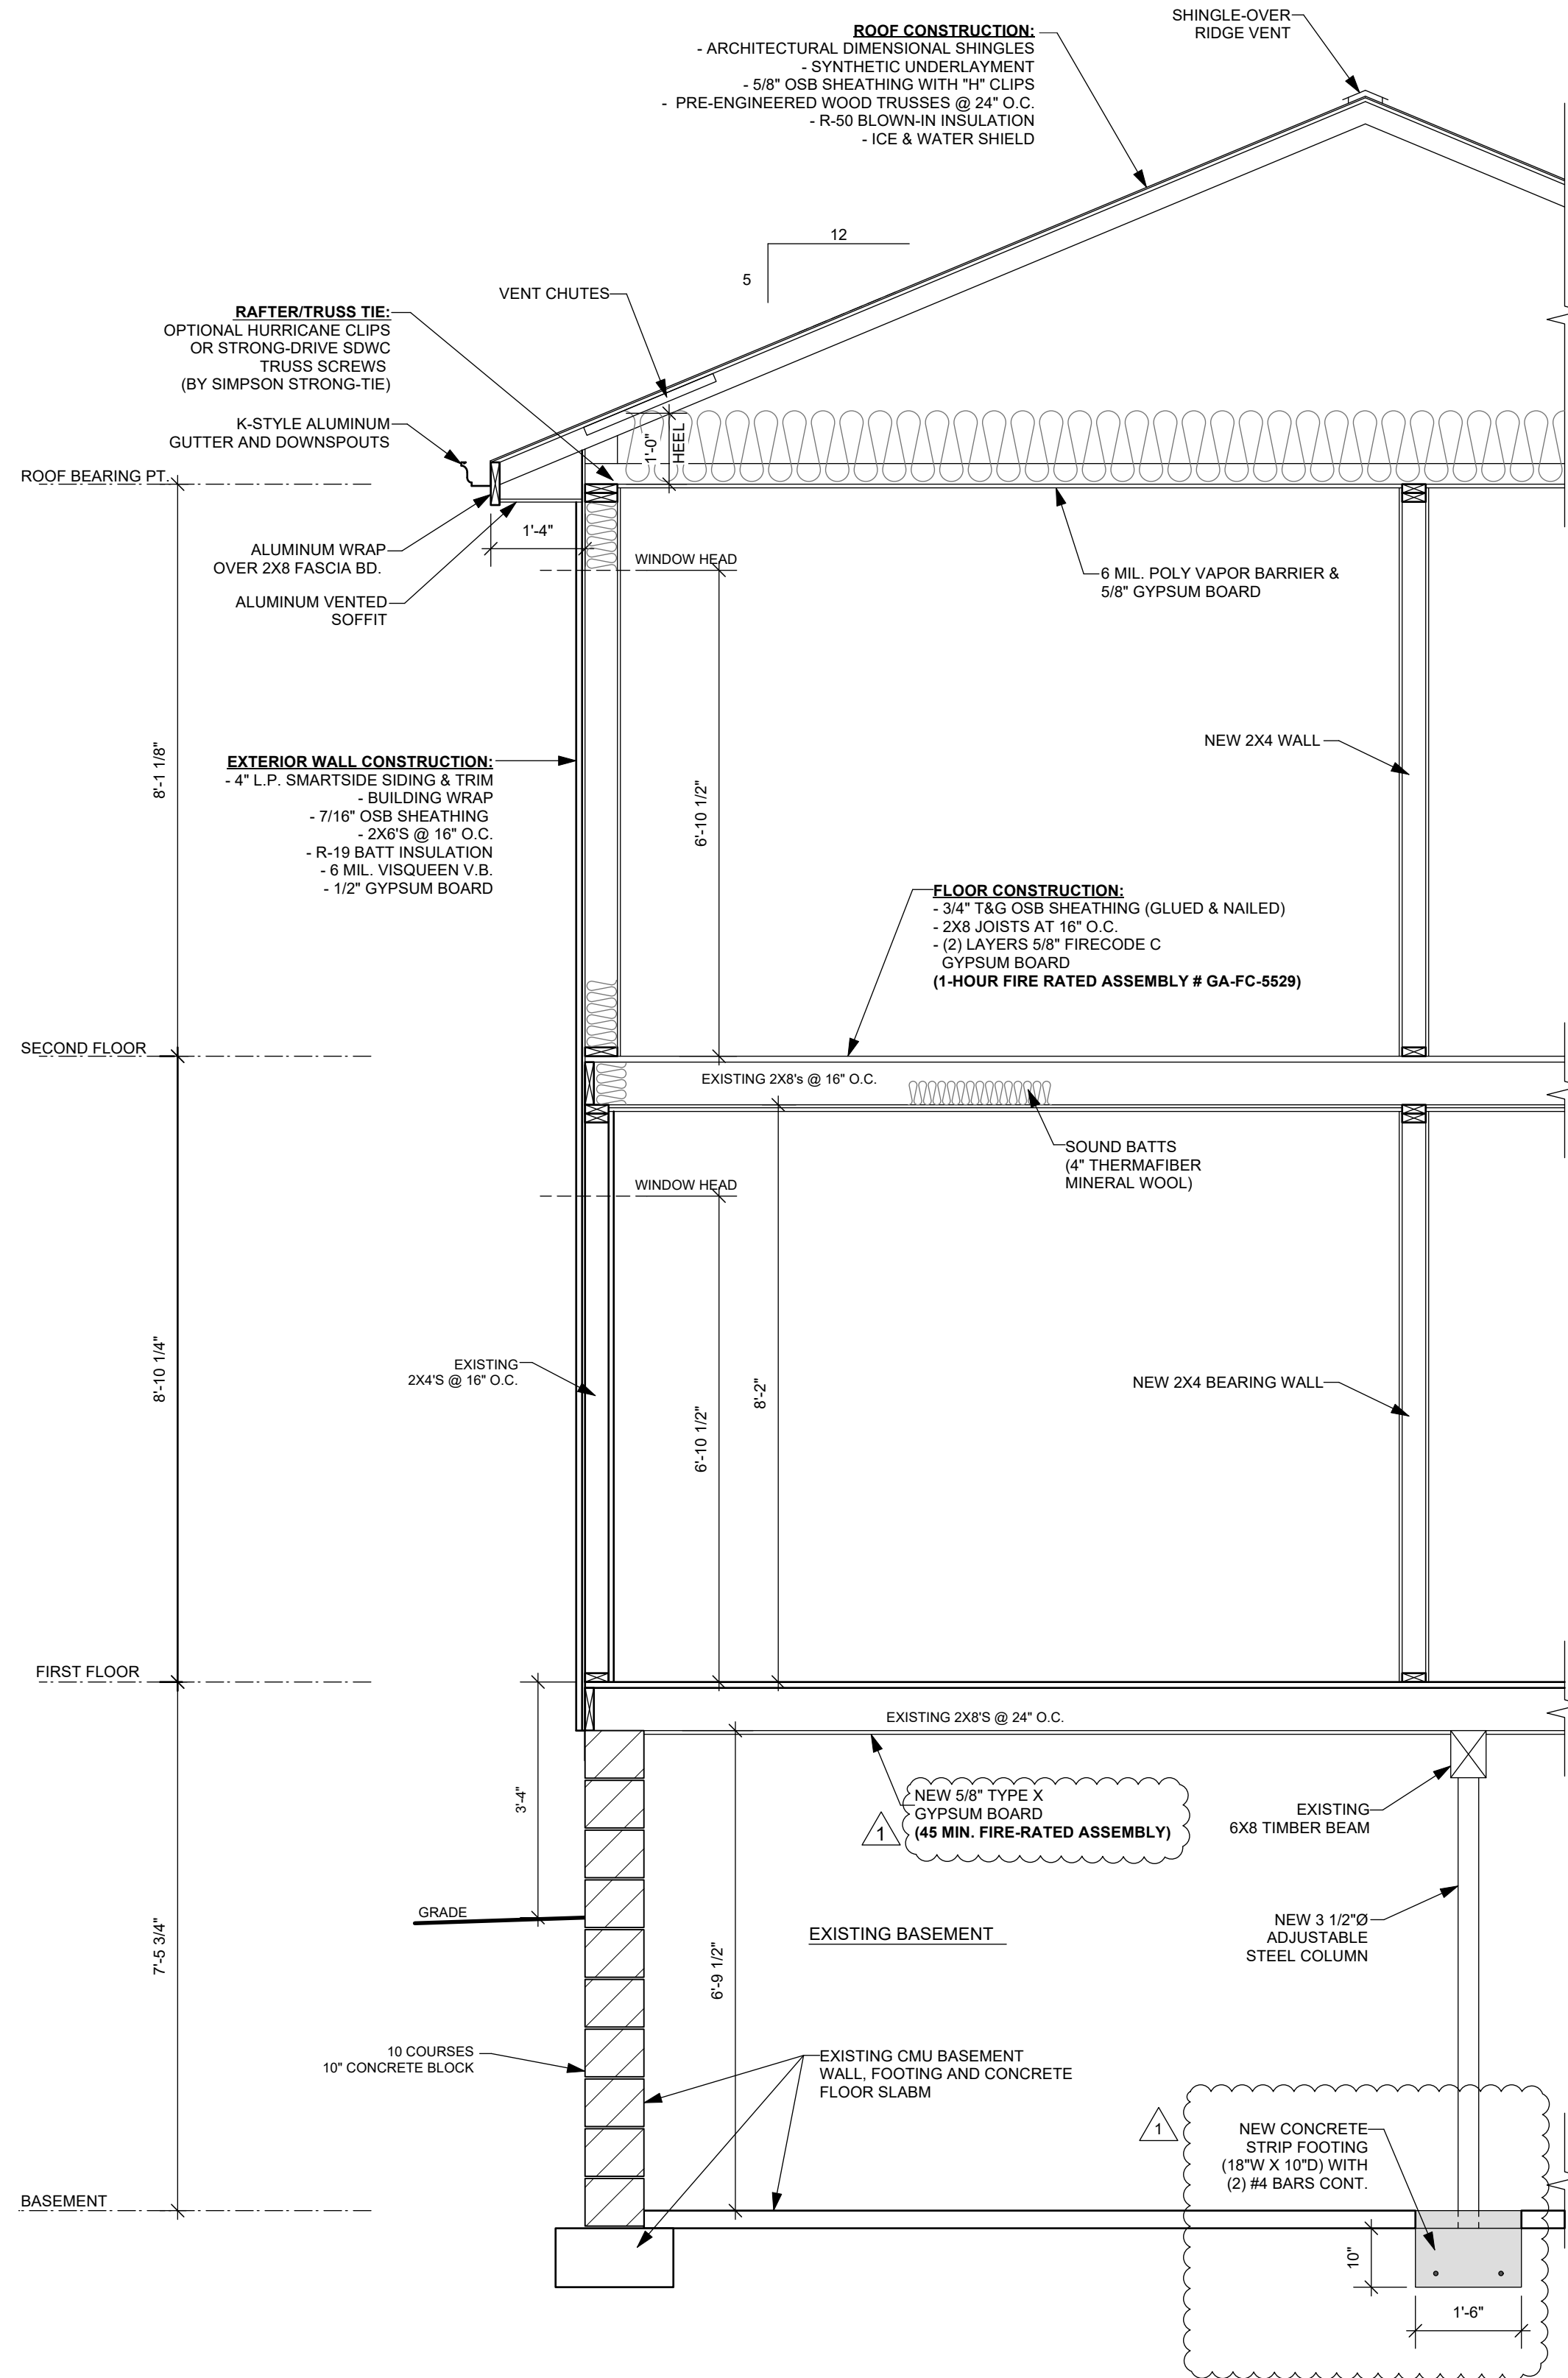 SHINGLE-OVER
RIDGE VENT
ROOF CONSTRUCTION:
- ARCHITECTURAL DIMENSIONAL SHINGLES
- SYNTHETIC UNDERLAYMENT
- 5/8" OSB SHEATHING WITH "H" CLIPS
- PRE-ENGINEERED WOOD TRUSSES @ 24" O.C.
- R-50 BLOWN-IN INSULATION
- ICE & WATER SHIELD
12
5
VENT CHUTES
RAFTER/TRUSS TIE:
OPTIONAL HURRICANE CLIPS
OR STRONG-DRIVE SDWC
TRUSS SCREWS
(BY SIMPSON STRONG-TIE)
K-STYLE ALUMINUM
GUTTER AND DOWNSPOUTS
1'-0"
HEEL
ROOF BEARING PT.
1'-4"
ALUMINUM WRAP
OVER 2X8 FASCIA BD.
ALUMINUM VENTED
SOFFIT
WINDOW HEAD
6 MIL. POLY VAPOR BARRIER &
5/8" GYPSUM BOARD
8'-1 1/8"
EXTERIOR WALL CONSTRUCTION:
- 4" L.P. SMARTSIDE SIDING & TRIM
- BUILDING WRAP
- 7/16" OSB SHEATHING
- 2X6'S @ 16" O.C.
- R-19 BATT INSULATION
- 6 MIL. VISQUEEN V.B.
- 1/2" GYPSUM BOARD
6'-10 1/2"
NEW 2X4 WALL
FLOOR CONSTRUCTION:
- 3/4" T&G OSB SHEATHING (GLUED & NAILED)
- 2X8 JOISTS AT 16" O.C.
- (2) LAYERS 5/8" FIRECODE C
GYPSUM BOARD
(1-HOUR FIRE RATED ASSEMBLY # GA-FC-5529)
SECOND FLOOR
EXISTING 2X8's @ 16" O.C.
SOUND BATTS
(4" THERMAFIBER
MINERAL WOOL)
WINDOW HEAD
8'-10 1/4"
EXISTING
2X4'S @ 16" O.C.
6'-10 1/2"
8'-2"
NEW 2X4 BEARING WALL
FIRST FLOOR
EXISTING 2X8'S @ 24" O.C.
3'-4"
NEW 5/8" TYPE X
GYPSUM BOARD
(45 MIN. FIRE-RATED ASSEMBLY)
1
EXISTING
6X8 TIMBER BEAM
GRADE
EXISTING BASEMENT
NEW 3 1/2"Ø
ADJUSTABLE
STEEL COLUMN
7'-5 3/4"
6'-9 1/2"
10 COURSES
10" CONCRETE BLOCK
EXISTING CMU BASEMENT
WALL, FOOTING AND CONCRETE
FLOOR SLABM
1
NEW CONCRETE
STRIP FOOTING
(18"W X 10"D) WITH
(2) #4 BARS CONT.
BASEMENT
10"
1'-6"